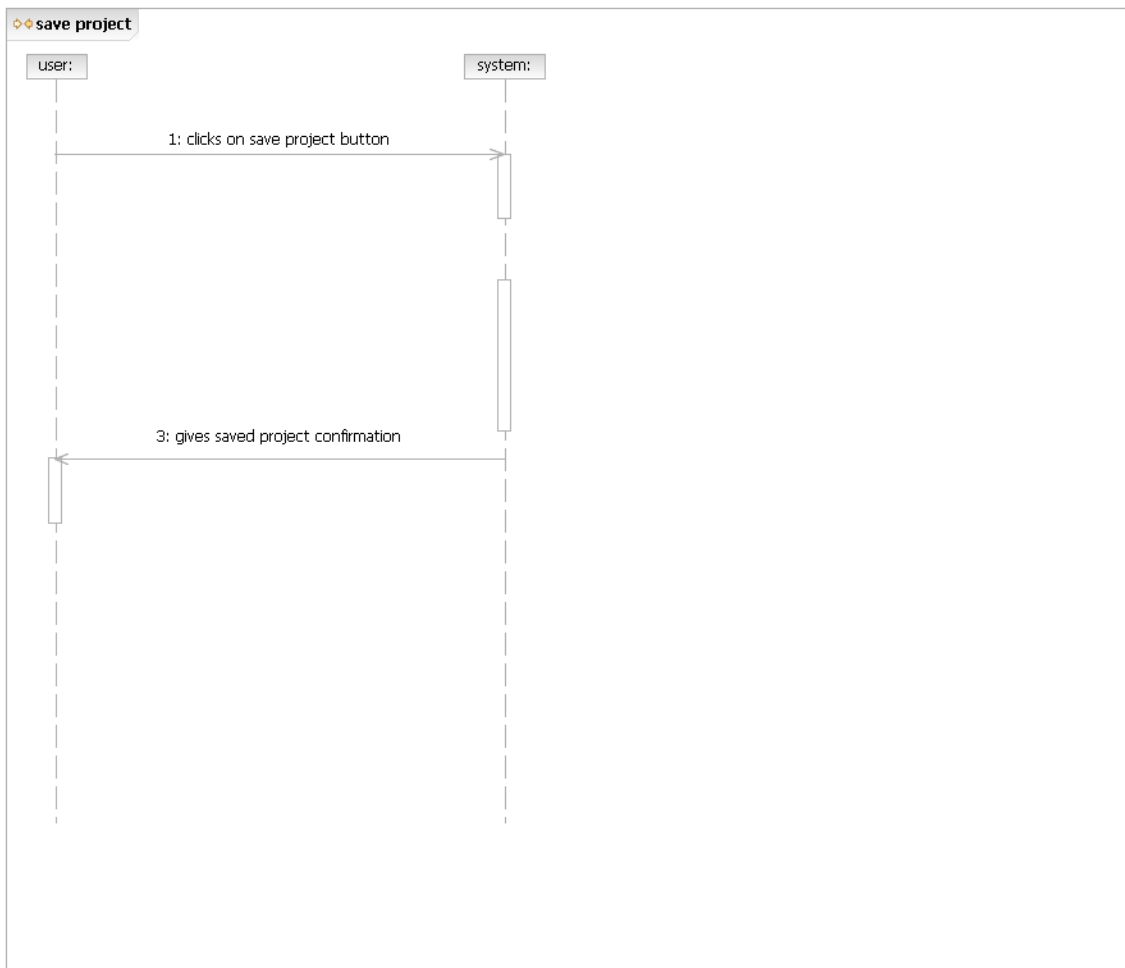 save project
user:
system:
1: clicks on save project button
3: gives saved project confirmation